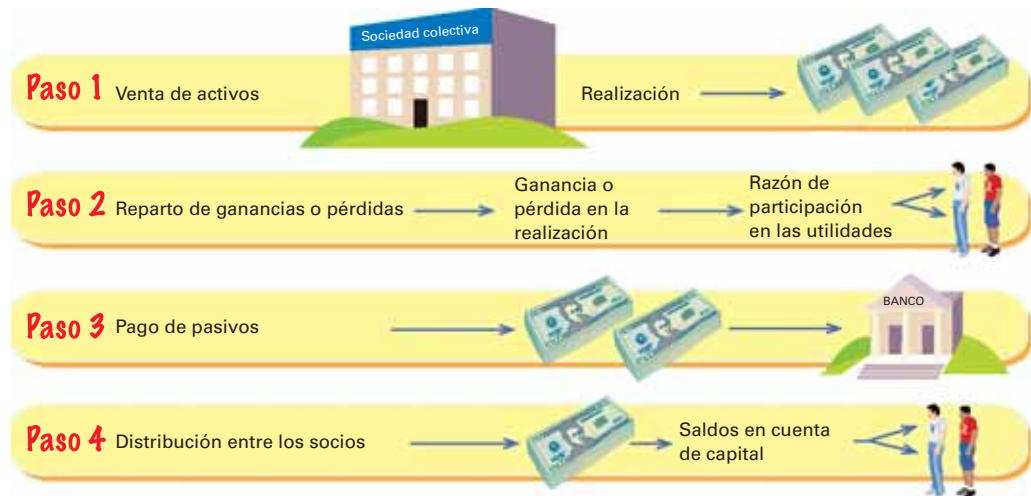 Sociedad colectiva
Paso 1 Venta de activos
Realización
Paso 2 Reparto de ganancias o pérdidas
Ganancia o
pérdida en la
realización
Razón de
participación
en las utilidades
Paso 3 Pago de pasivos
BANCO
Paso 4 Distribución entre los socios
Saldos en cuenta
de capital